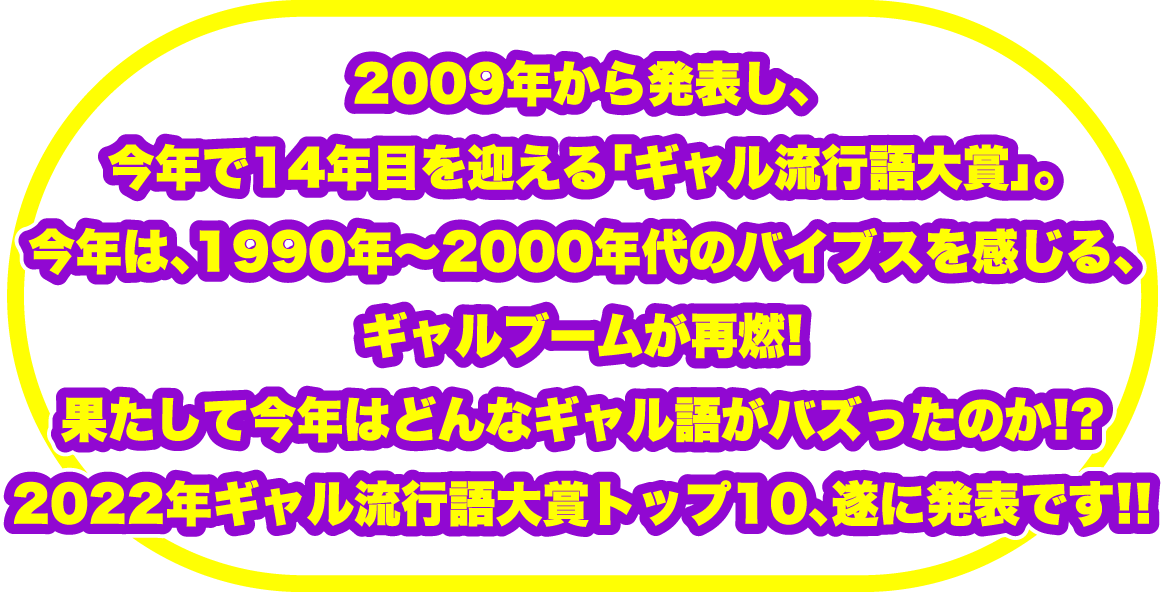 2009年から発表し、
今年で14年目を迎える「ギャル流行語大賞」。
今年は、1990年〜2000年代のバイブスを感じる、
ギャルブームが再燃!
果たして今年はどんなギャル語がバズったのか!?
2022年ギャル流行語大賞トップ10、遂に発表です!!